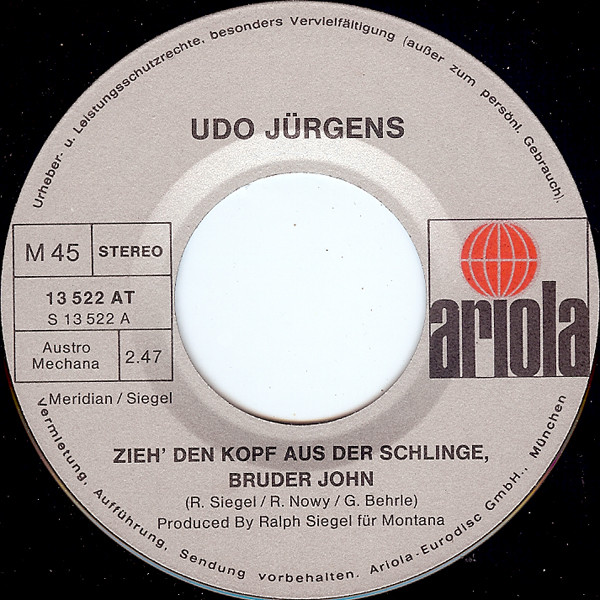 Urheber- u. Leistungsschutzrechte, besonders Vervielfältigung (außer zum persönl. Gebrauch).
UDO JÜRGENS
M 45
STEREO
13 522 AT
S 13 522 A
Austro
Mechana
2.47
Meridian / Siegel
ariola
ZIEH' DEN KOPF AUS DER SCHLINGE,
BRUDER JOHN
(R. Siegel / R. Nowy / G. Behrle)
Produced By Ralph Siegel für Montana
Vermietung, Aufführung, Sendung vorbehalten. Ariola-Eurodisc GmbH., München